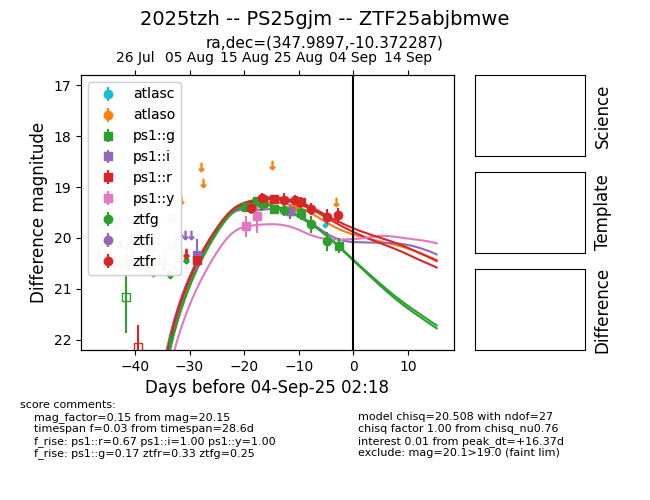 2025tzh -- PS25gjm -- ZTF25abjbmwe
ra,dec=(347.9897,-10.372287)
26 Jul 05 Aug 15 Aug 25 Aug 04 Sep 14 Sep
17
18
19
20
21
22
Difference magnitude
atlasc
atlaso
ps1::g
ps1::i
ps1::r
ps1::y
ztfg
ztfi
ztfr
−40 −30 −20 −10 0 10
Days before 04-Sep-25 02:18
Science
Template
Difference
score comments:
mag_factor=0.15 from mag=20.15
timespan f=0.03 from timespan=28.6d
f_rise: ps1::r=0.67 ps1::i=1.00 ps1::y=1.00
f_rise: ps1::g=0.17 ztfr=0.33 ztfg=0.25
model chisq=20.508 with ndof=27
chisq factor 1.00 from chisq_nu0.76
interest 0.01 from peak_dt=+16.37d
exclude: mag=20.1>19.0 (faint lim)